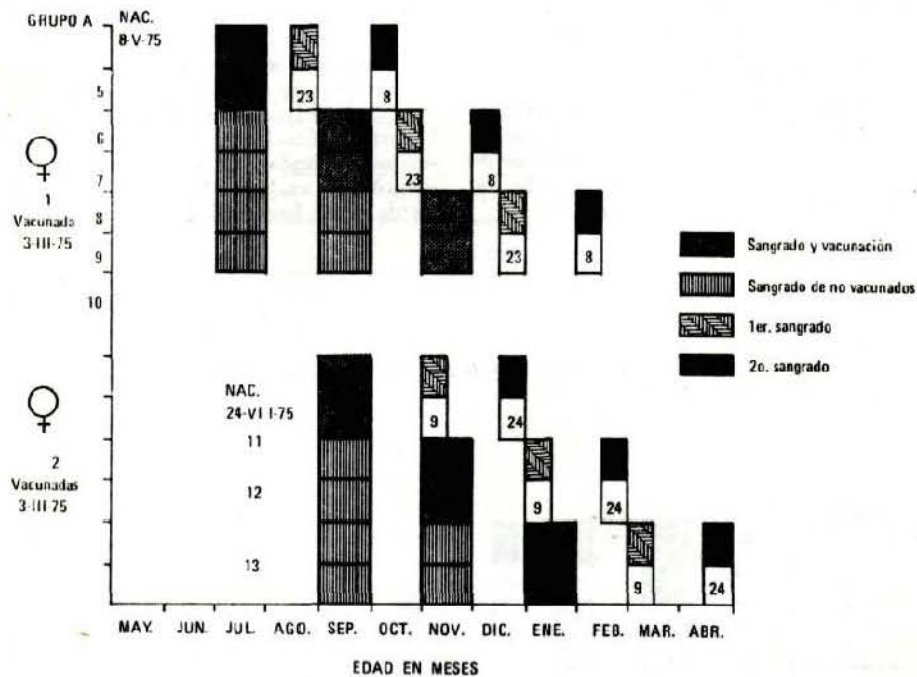 GRUPO A
NAC.
8-V-75
5
6
7
8
9
10
♀
1
Vacunada
3-III-75
23
8
23
8
23
8
Sangrado y vacunación
Sangrado de no vacunados
1er. sangrado
2o. sangrado
♀
2
Vacunadas
3-III-75
NAC.
24-VII-75
11
12
13
9
24
9
24
9
24
MAY. JUN. JUL. AGO. SEP. OCT. NOV. DIC. ENE. FEB. MAR. ABR.
EDAD EN MESES